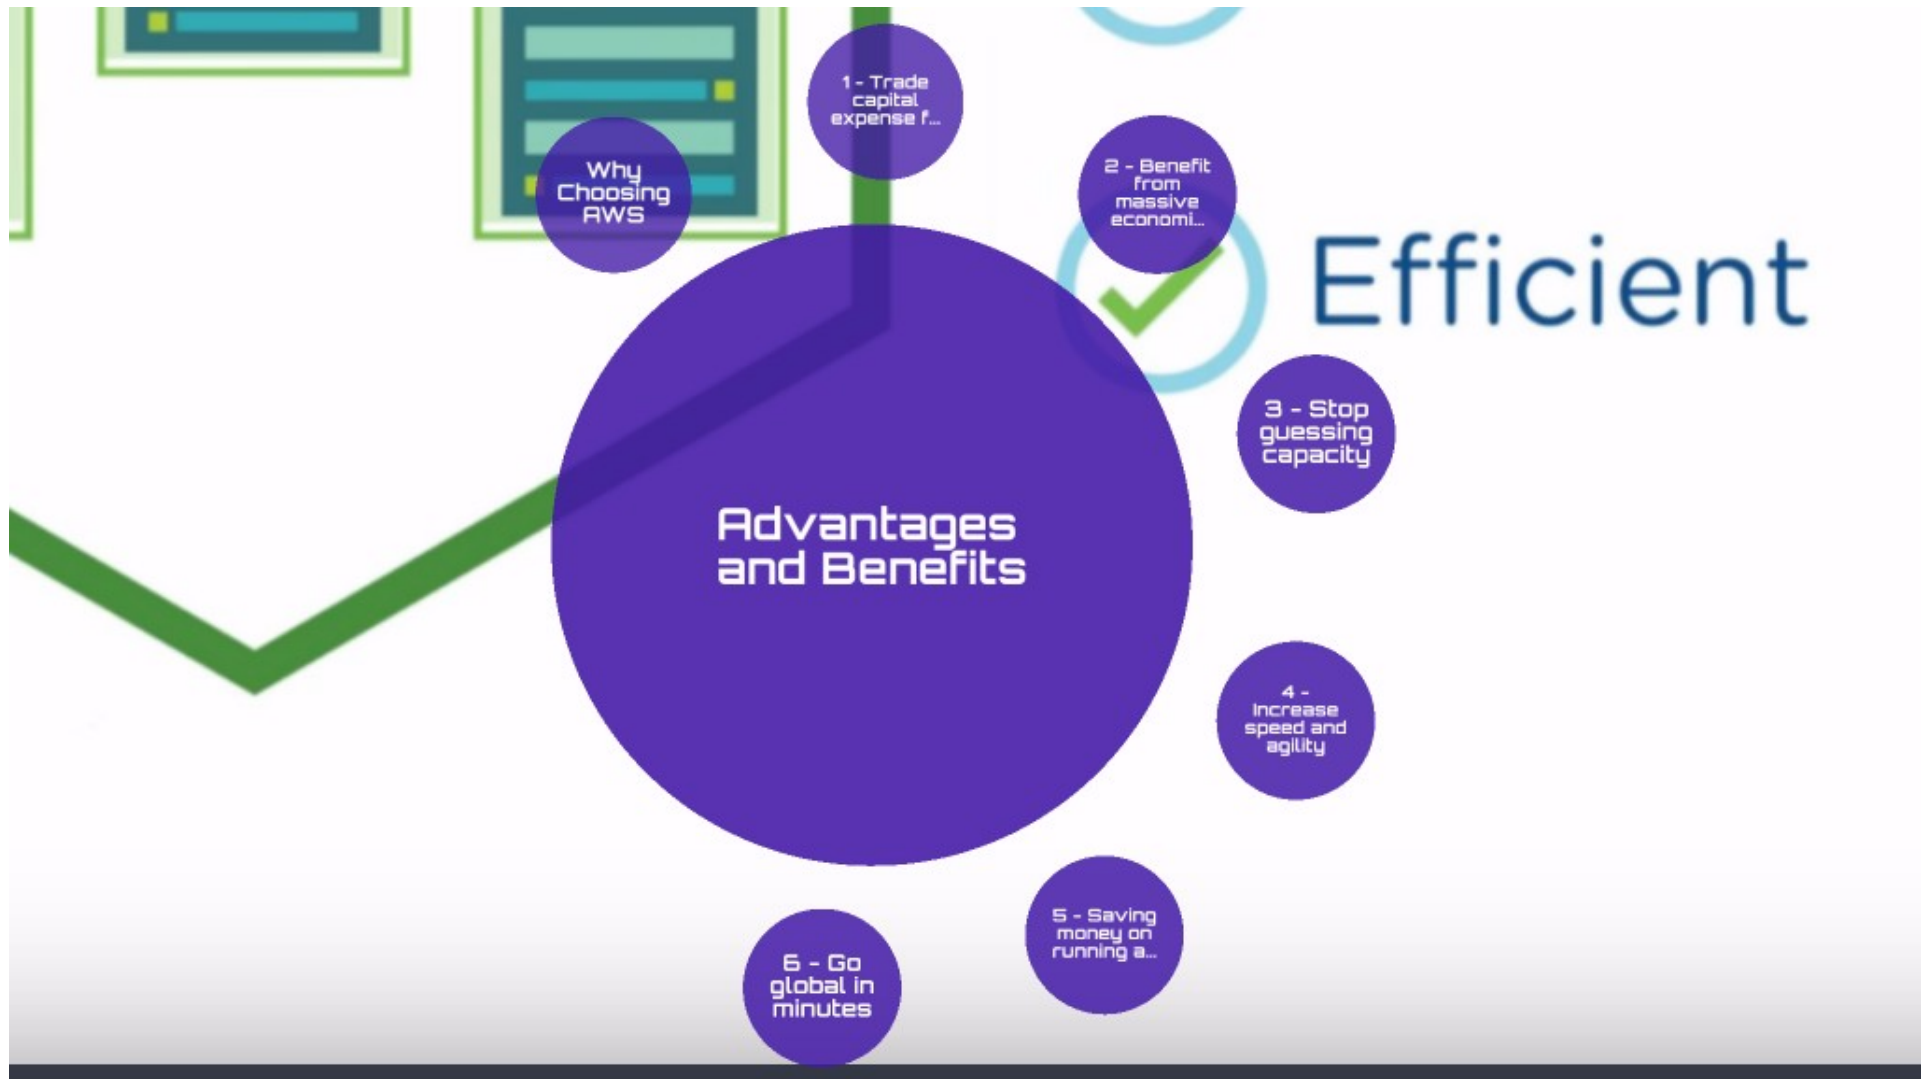 Why
Choosing
AWS
1 - Trade
capital
expense f...
2 - Benefit
from
massive
economi...
Efficient
3 - Stop
guessing
capacity
Advantages
and Benefits
4 -
Increase
speed and
agility
5 - Saving
money on
running a...
6 - Go
global in
minutes